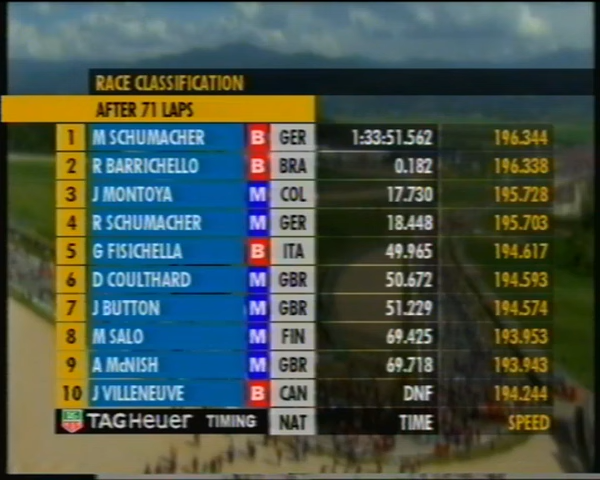 RACE CLASSIFICATION
AFTER 71 LAPS
1 M SCHUMACHER B GER 1:33:51.562 196.344
2 R BARRICHELLO B BRA 0.182 196.338
3 J MONTOYA M COL 17.730 195.728
4 R SCHUMACHER M GER 18.448 195.703
5 G FISICHELLA B ITA 49.965 194.617
6 D COULTHARD M GBR 50.672 194.593
7 J BUTTON M GBR 51.229 194.574
8 M SALO M FIN 69.425 193.953
9 A McNISH M GBR 69.718 193.943
10 J VILLENEUVE B CAN DNF 194.244
TAGHeuer TIMING NAT TIME SPEED